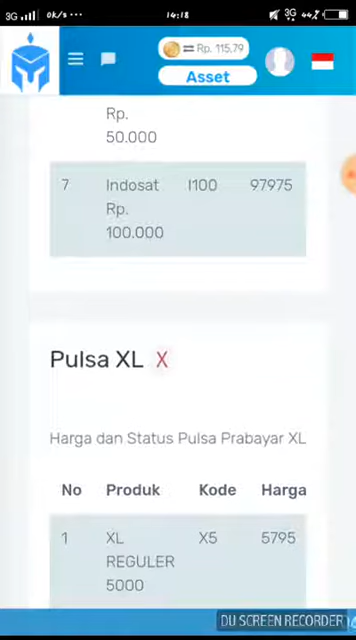 3G 0K/s ··· 14:18 3G 44%
Rp. 115,79
Asset
Rp.
50.000
7 Indosat I100 97975
Rp.
100.000
Pulsa XL X
Harga dan Status Pulsa Prabayar XL
No Produk Kode Harga
1 XL X5 5795
REGULER
5000
DU SCREEN RECORDER